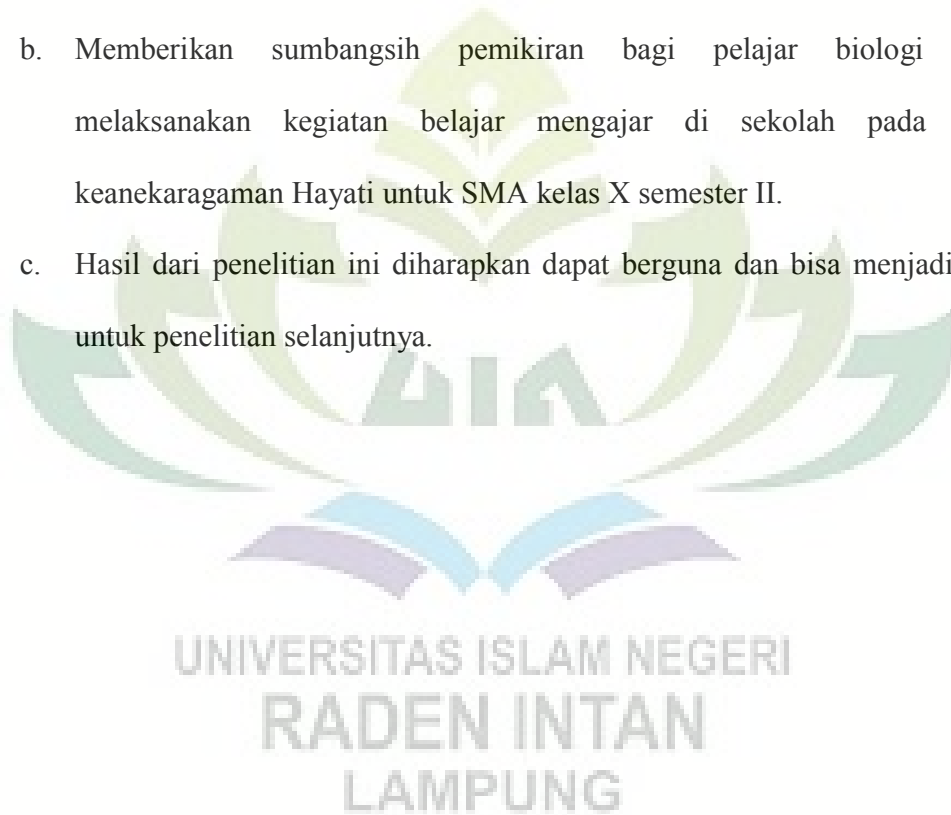 b. Memberikan sumbangsih pemikiran bagi pelajar biologi
melaksanakan kegiatan belajar mengajar di sekolah pada
keanekaragaman Hayati untuk SMA kelas X semester II.
c. Hasil dari penelitian ini diharapkan dapat berguna dan bisa menjadi
untuk penelitian selanjutnya.
UIN
UNIVERSITAS ISLAM NEGERI
RADEN INTAN
LAMPUNG